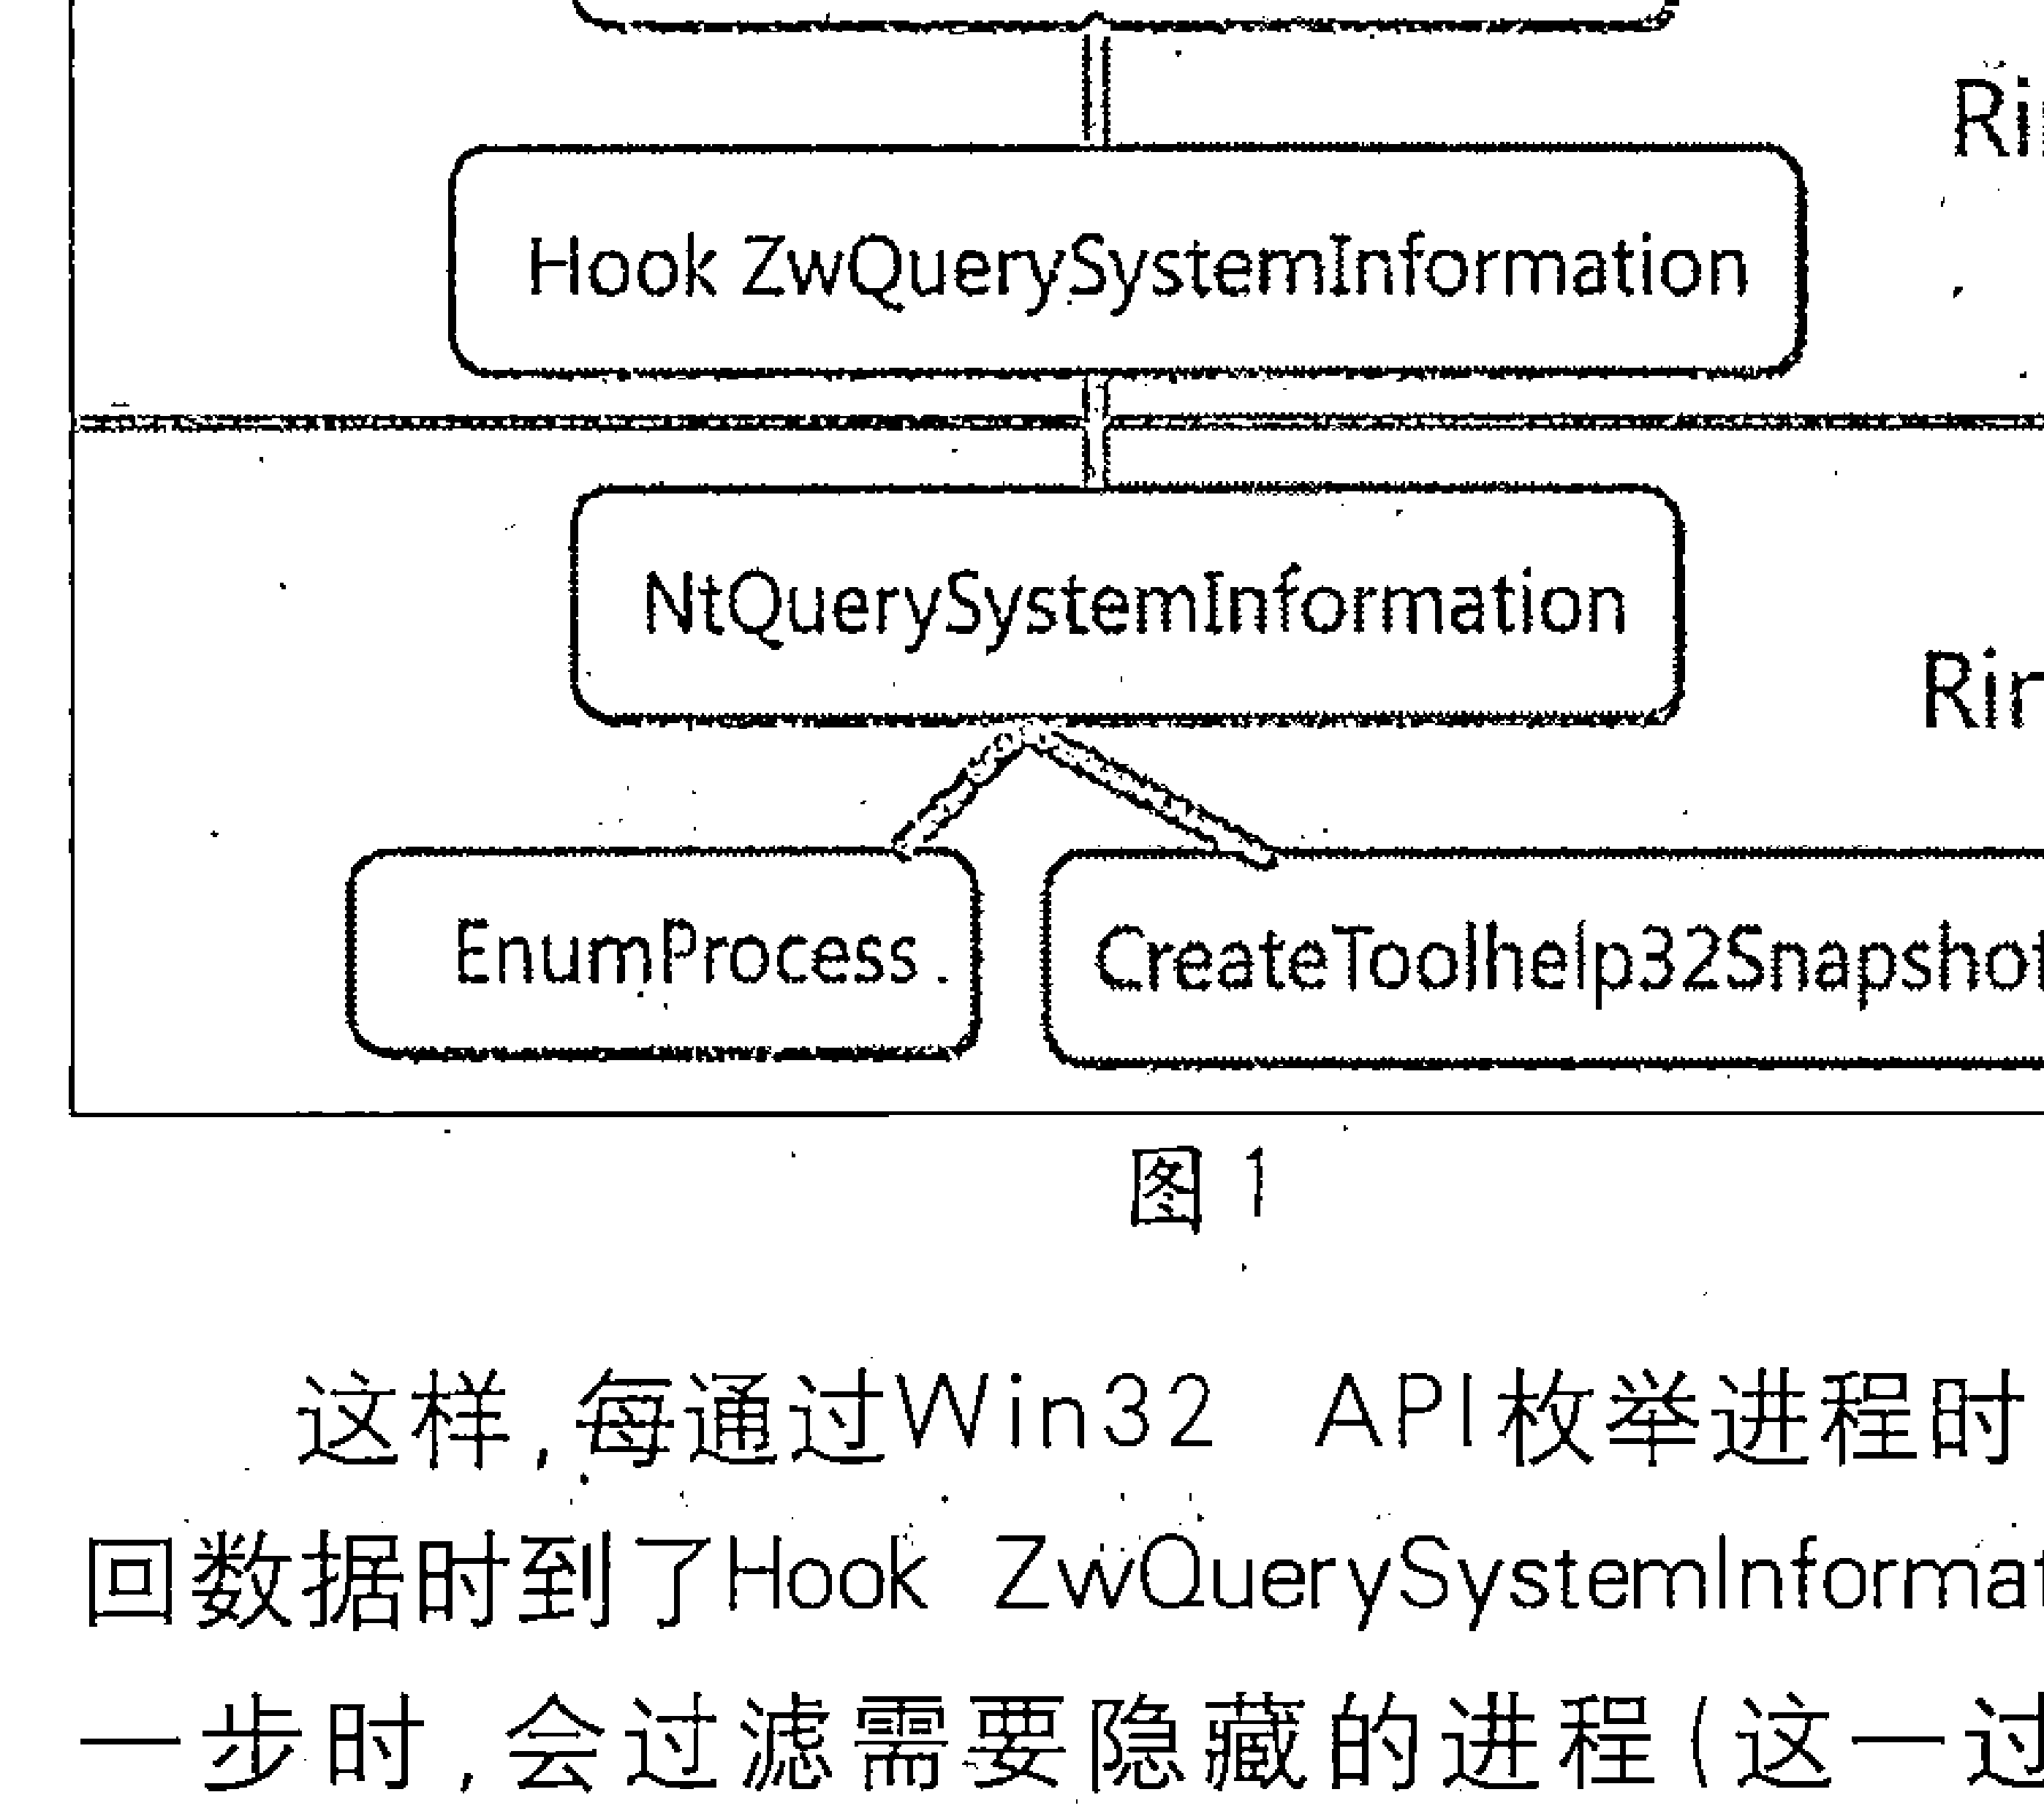 Hook ZwQuerySystemInformation
NtQuerySystemInformation
EnumProcess.
CreateToolhelp32Snapshot
图 1
这样,每通过Win32 API枚举进程时
回数据时到了Hook ZwQuerySystemInformat
一步时,会过滤需要隐藏的进程(这一过